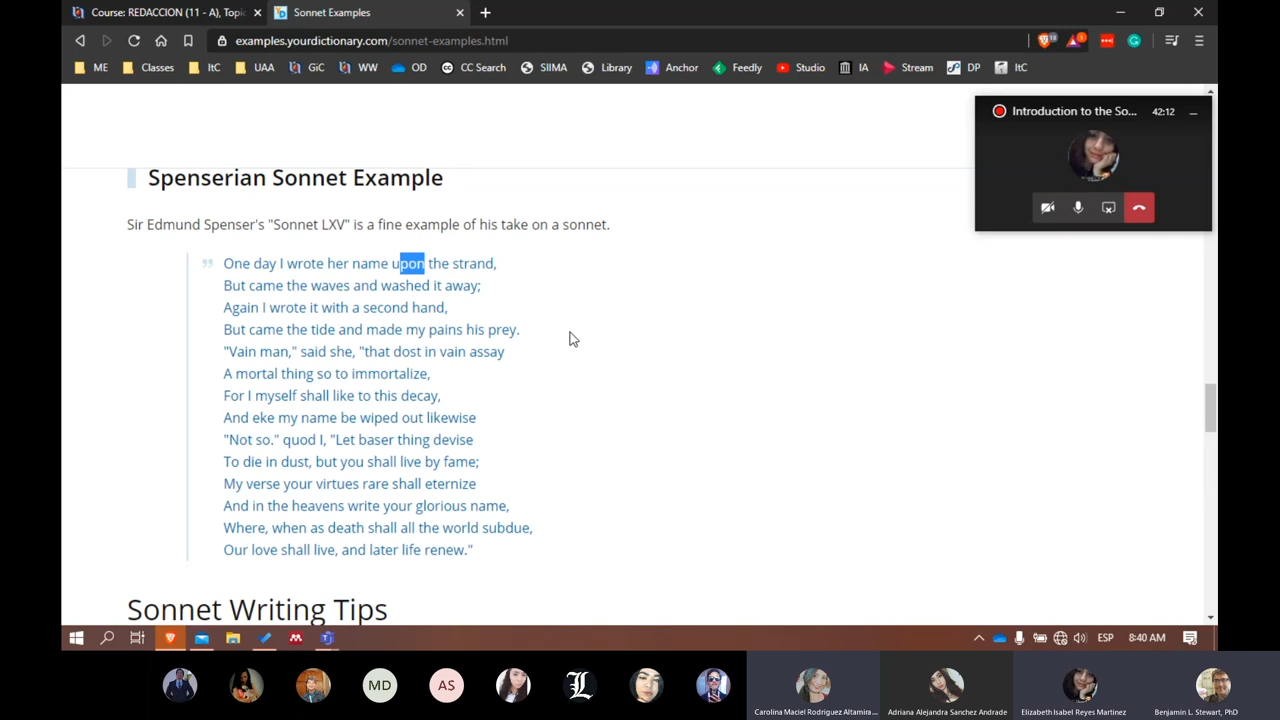 Course: REDACCION (11 - A), Topic
Sonnet Examples
examples.yourdictionary.com/sonnet-examples.html
ME
Classes
ItC
UAA
GiC
WW
OD
CC Search
SIIMA
Library
Anchor
Feedly
Studio
IA
Stream
DP
ItC
Introduction to the So...
42:12
Spenserian Sonnet Example
Sir Edmund Spenser's "Sonnet LXV" is a fine example of his take on a sonnet.
One day I wrote her name upon the strand,
But came the waves and washed it away;
Again I wrote it with a second hand,
But came the tide and made my pains his prey.
"Vain man," said she, "that dost in vain assay
A mortal thing so to immortalize,
For I myself shall like to this decay,
And eke my name be wiped out likewise
"Not so." quod I, "Let baser thing devise
To die in dust, but you shall live by fame;
My verse your virtues rare shall eternize
And in the heavens write your glorious name,
Where, when as death shall all the world subdue,
Our love shall live, and later life renew."
Sonnet Writing Tips
ESP
8:40 AM
MD
AS
L
Carolina Maciel Rodriguez Altamira...
Adriana Alejandra Sanchez Andrade
Elizabeth Isabel Reyes Martinez
Benjamin L. Stewart, PhD